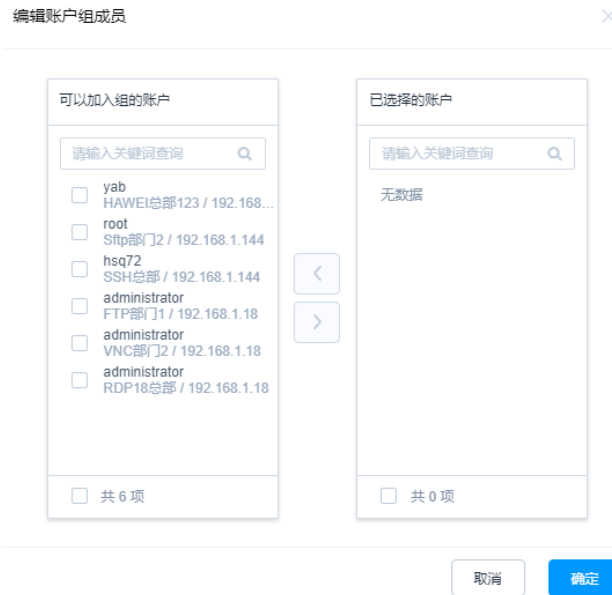 编辑账户组成员
可以加入组的账户
请输入关键词查询
yab
HAWEI总部123 / 192.168...
root
Sftp部门2 / 192.168.1.144
hsq72
SSH总部 / 192.168.1.144
administrator
FTP部门1 / 192.168.1.18
administrator
VNC部门2 / 192.168.1.18
administrator
RDP18总部 / 192.168.1.18
共 6 项
已选择的账户
请输入关键词查询
无数据
共 0 项
取消
确定